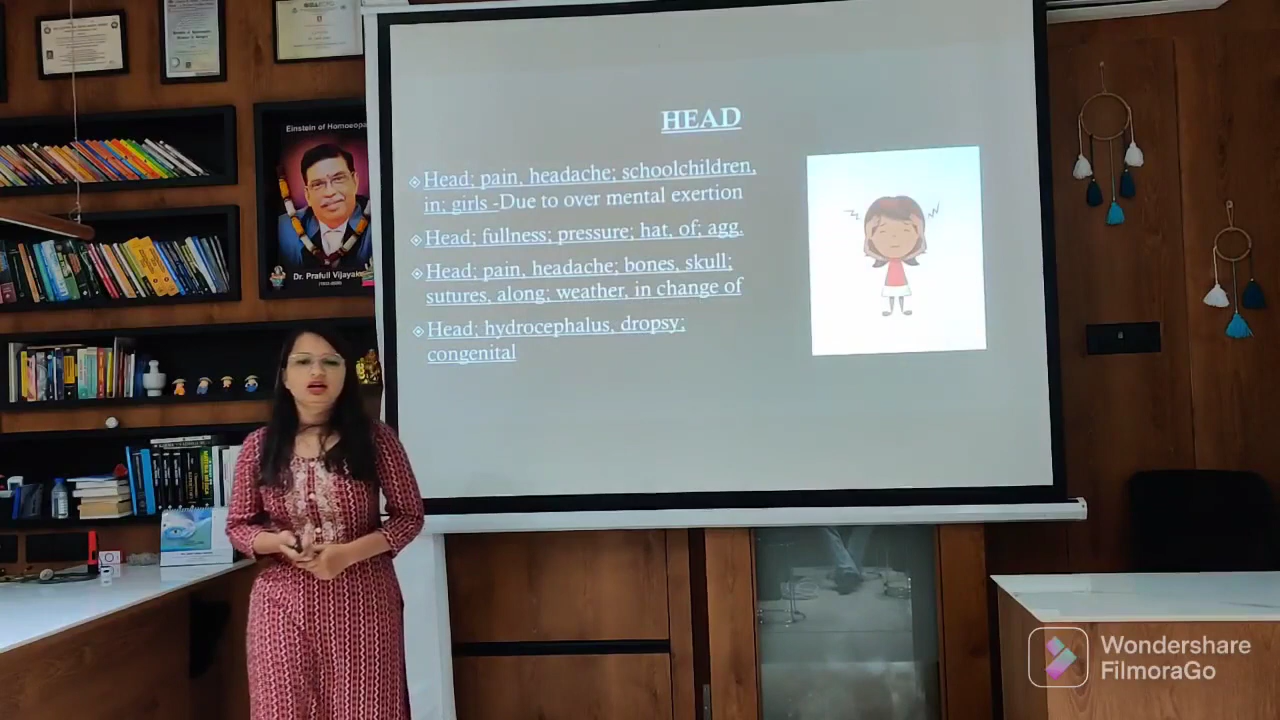 HEAD
Head; pain, headache; schoolchildren,
in; girls -Due to over mental exertion
Head; fullness; pressure; hat, of; agg.
Head; pain, headache; bones, skull;
sutures, along; weather, in change of
Head; hydrocephalus, dropsy;
congenital
Einstein of Homoeopa
Dr. Prafull Vijayak
Wondershare
FilmoraGo